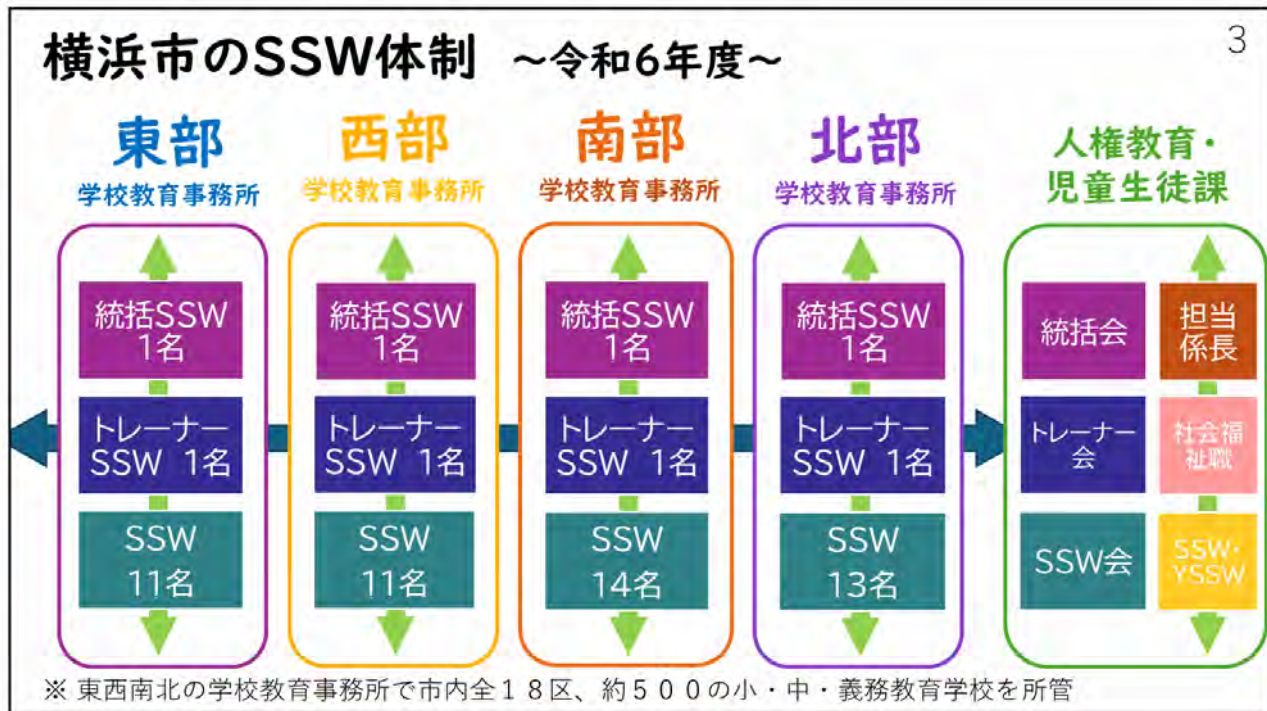 3
横浜市のSSW体制 ~令和6年度~
東部
学校教育事務所
統括SSW
1名
トレーナー
SSW 1名
SSW
11名
西部
学校教育事務所
統括SSW
1名
トレーナー
SSW 1名
SSW
11名
南部
学校教育事務所
統括SSW
1名
トレーナー
SSW 1名
SSW
14名
北部
学校教育事務所
統括SSW
1名
トレーナー
SSW 1名
SSW
13名
人権教育・
児童生徒課
統括会
担当
係長
トレーナー
会
社会福
祉職
SSW会
SSW・
YSSW
※ 東西南北の学校教育事務所で市内全18区、約500の小・中・義務教育学校を所管